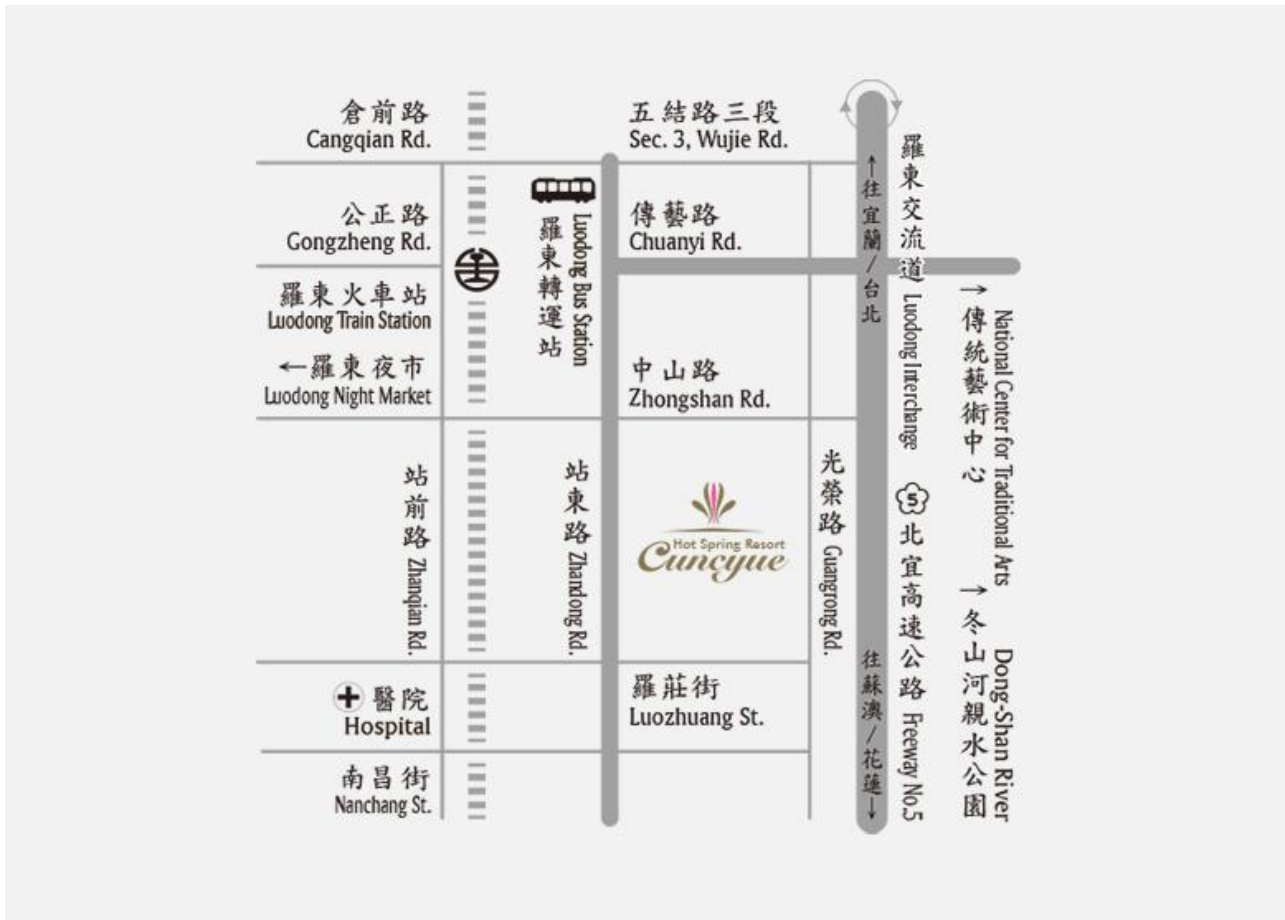 倉前路
Cangqian Rd.
五結路三段
Sec. 3, Wujie Rd.
公正路
Gongzheng Rd.
羅東轉運站
Luodong Bus Station
傳藝路
Chuanyi Rd.
↑往宜蘭/台北
羅東交流道 Luodong Interchange
羅東火車站
Luodong Train Station
←羅東夜市
Luodong Night Market
中山路
Zhongshan Rd.
→傳統藝術中心
National Center for Traditional Arts
站前路 Zhanqian Rd.
站東路 Zhandong Rd.
Hot Spring Resort
Cuncyue
光榮路 Guangrong Rd.
5 北宜高速公路 Freeway No.5
→冬山河親水公園
Dong-Shan River
往蘇澳/花蓮↓
醫院
Hospital
羅莊街
Luozhuang St.
南昌街
Nanchang St.